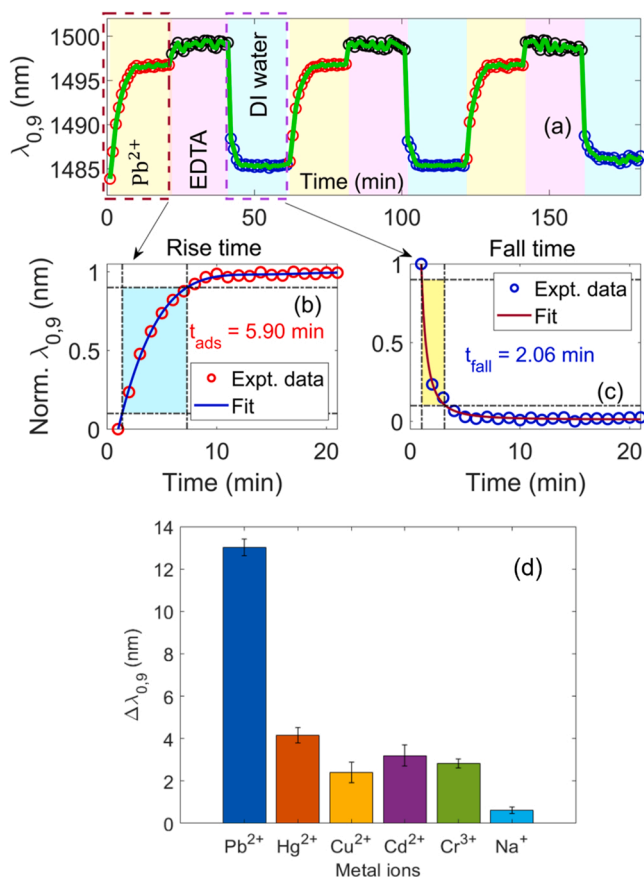 1500
1495
1490
1485
λ0,9 (nm)
Pb2+
EDTA
DI water
(a)
Time (min)
0
50
100
150
Rise time
Fall time
1
0.5
0
Norm. λ0,9
(b)
tads = 5.90 min
Expt. data
Fit
0
10
20
Time (min)
1
0.5
0
Expt. data
Fit
tfall = 2.06 min
(c)
0
10
20
Time (min)
14
12
10
8
6
4
2
0
Δλ0,9 (nm)
(d)
Pb2+ Hg2+ Cu2+ Cd2+ Cr3+ Na+
Metal ions